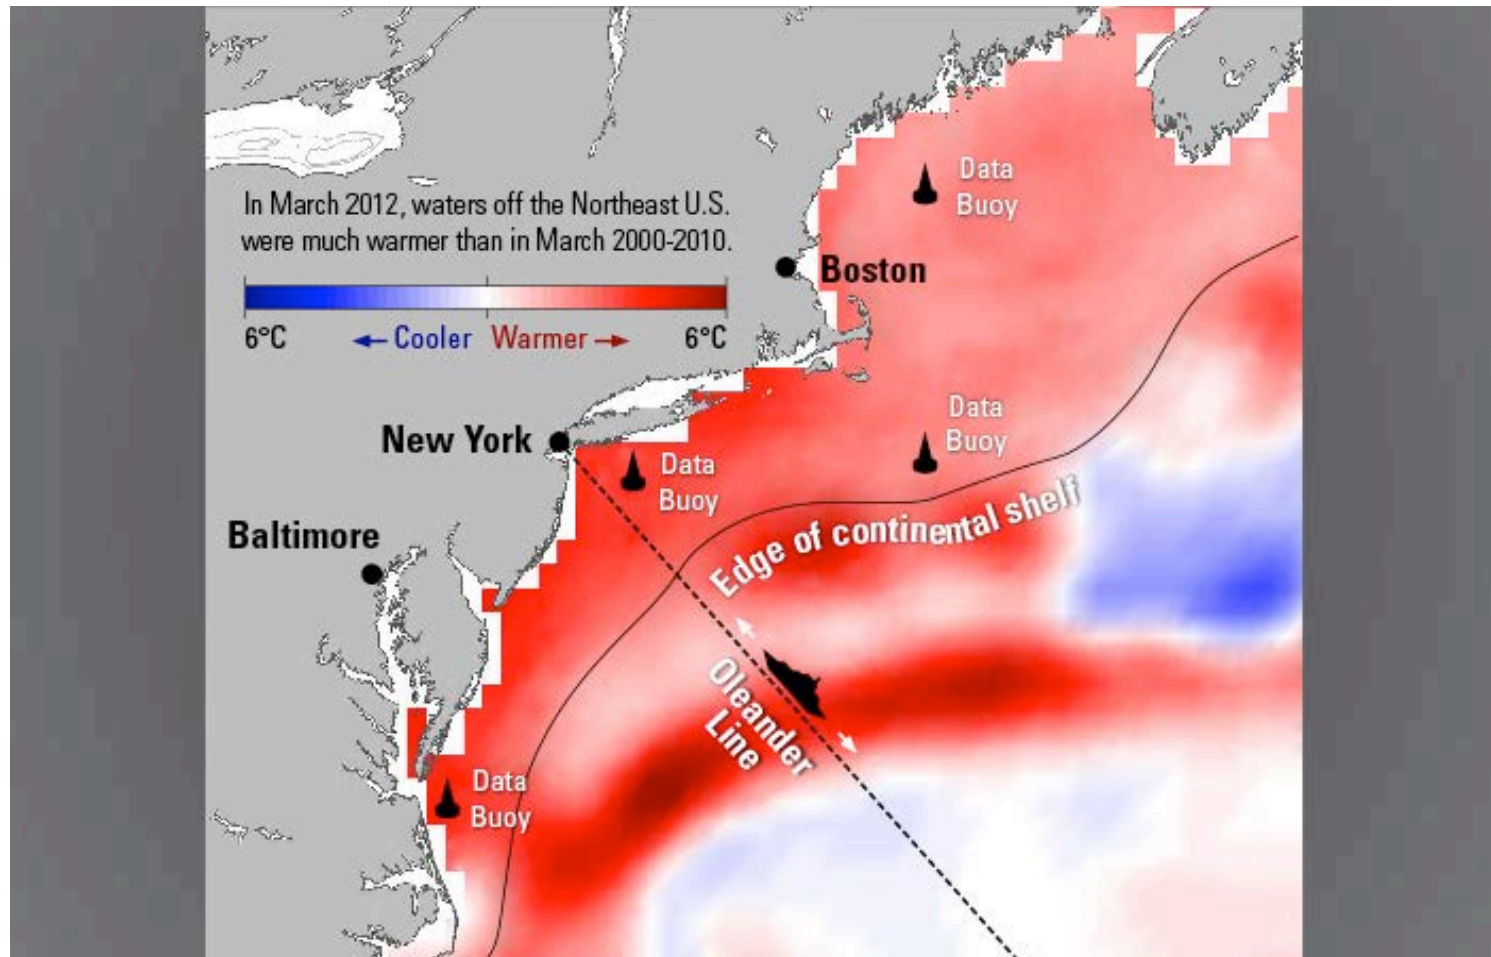 In March 2012, waters off the Northeast U.S.
were much warmer than in March 2000-2010.
6°C
← Cooler
Warmer →
6°C
Data
Buoy
Boston
Data
Buoy
New York
Data
Buoy
Baltimore
Edge of continental shelf
Oleander
Line
Data
Buoy